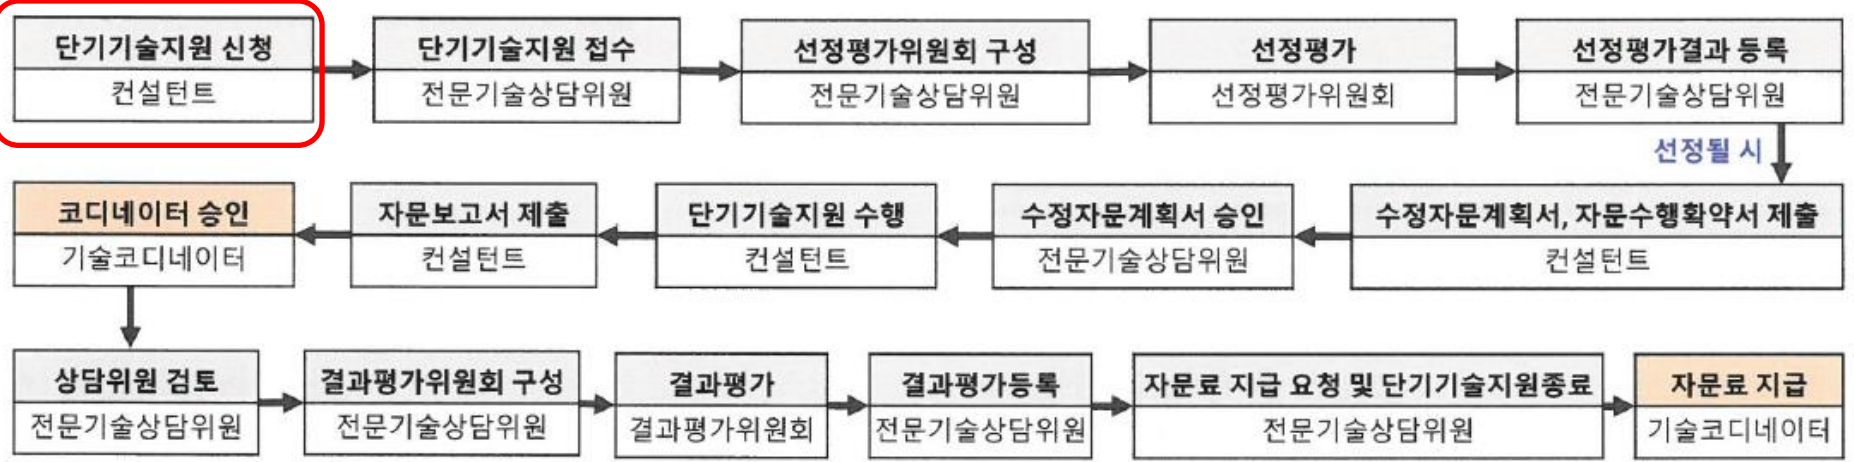 단기기술지원 신청
컨설턴트
단기기술지원 접수
전문기술상담위원
선정평가위원회 구성
전문기술상담위원
선정평가
선정평가위원회
선정평가결과 등록
전문기술상담위원
선정될 시
수정자문계획서, 자문수행확약서 제출
컨설턴트
수정자문계획서 승인
전문기술상담위원
단기기술지원 수행
컨설턴트
자문보고서 제출
컨설턴트
코디네이터 승인
기술코디네이터
상담위원 검토
전문기술상담위원
결과평가위원회 구성
전문기술상담위원
결과평가
결과평가위원회
결과평가등록
전문기술상담위원
자문료 지급 요청 및 단기기술지원종료
전문기술상담위원
자문료 지급
기술코디네이터